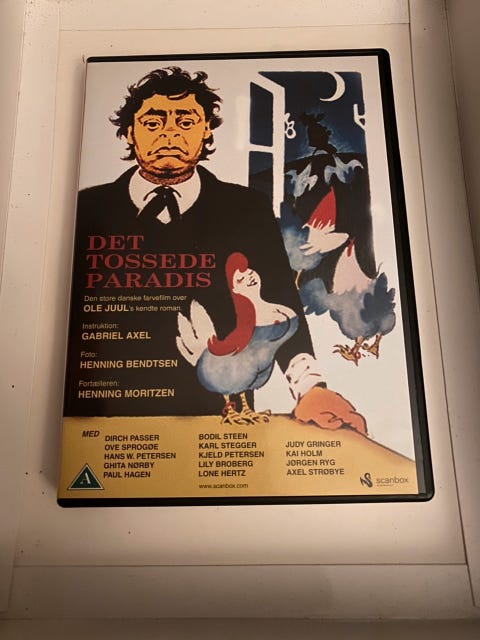 DET
TOSSEDE
PARADIS
Den store danske farvefilm over
OLE JUUL's kendte roman.
Instruktion:
GABRIEL AXEL
Foto:
HENNING BENDTSEN
Fortælleren:
HENNING MORITZEN
MED
DIRCH PASSER
OVE SPROGØE
HANS W. PETERSEN
GHITA NØRBY
PAUL HAGEN
BODIL STEEN
KARL STEGGER
KJELD PETERSEN
LILY BROBERG
LONE HERTZ
JUDY GRINGER
KAI HOLM
JØRGEN RYG
AXEL STRØBYE
A
www.scanbox.com
scanbox